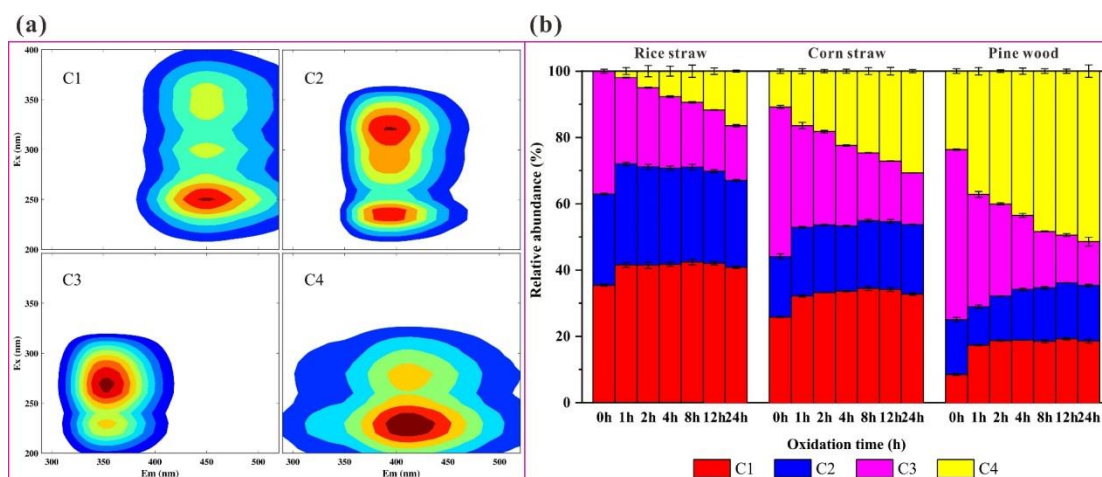 (a)
(b)
C1
C2
C3
C4
400
350
300
250
200
350
300
250
200
Ex (nm)
Ex (nm)
300
350
400
450
500
300
350
400
450
500
Em (nm)
Em (nm)
Rice straw
Corn straw
Pine wood
100
80
60
40
20
0
Relative abundance (%)
0h 1h 2h 4h 8h 12h 24h
0h 1h 2h 4h 8h 12h 24h
0h 1h 2h 4h 8h 12h 24h
Oxidation time (h)
C1 C2 C3 C4